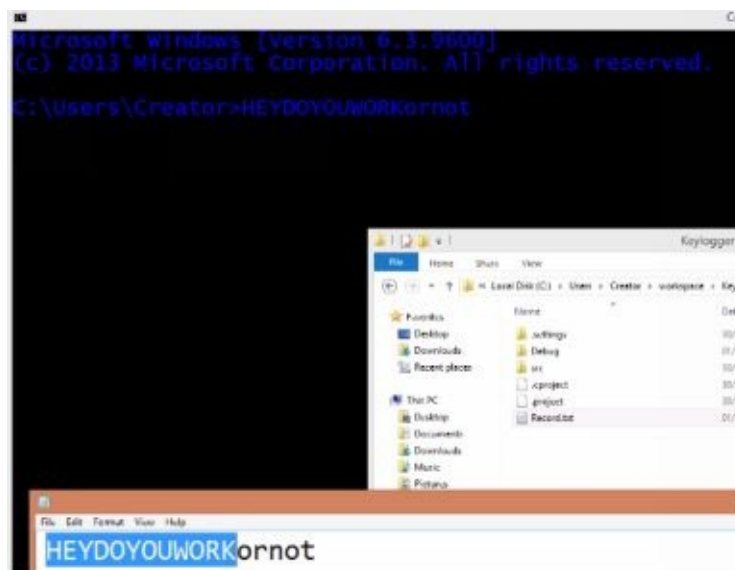 C:\
Microsoft Windows [Version 6.3.9600]
(c) 2013 Microsoft Corporation. All rights reserved.
C:\Users\Creator>HEYDOYOUWORKornot
Keylogger
File Home Share View
Local Disk (C:) Users Creator workspace Key
Name
Favorites
Desktop
Downloads
Recent places
This PC
Desktop
Documents
Downloads
Music
Pictures
.settings
Debug
src
.cproject
.project
Record.txt
File Edit Format View Help
HEYDOYOUWORKornot